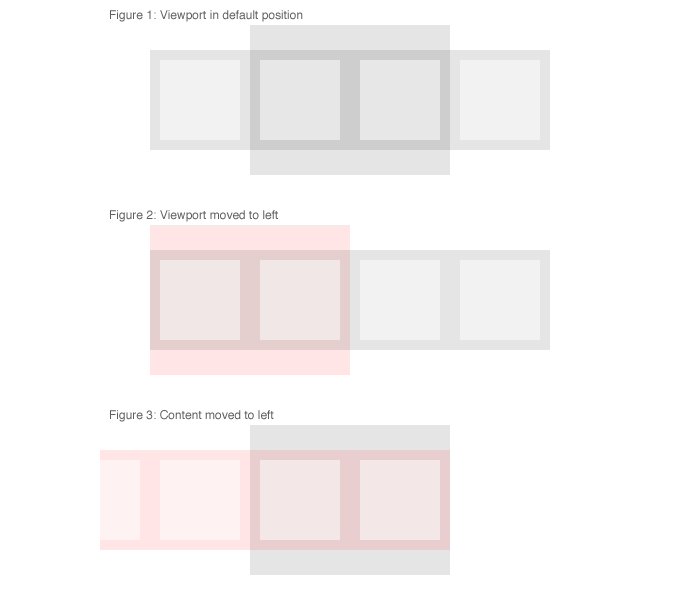 Figure 1: Viewport in default position
Figure 2: Viewport moved to left
Figure 3: Content moved to left